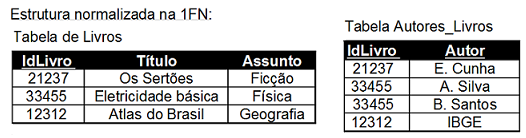 Estrutura normalizada na 1FN:
Tabela de Livros
IdLivro Título Assunto
21237 Os Sertões Ficção
33455 Eletricidade básica Física
12312 Atlas do Brasil Geografia
Tabela Autores_Livros
IdLivro Autor
21237 E. Cunha
33455 A. Silva
33455 B. Santos
12312 IBGE